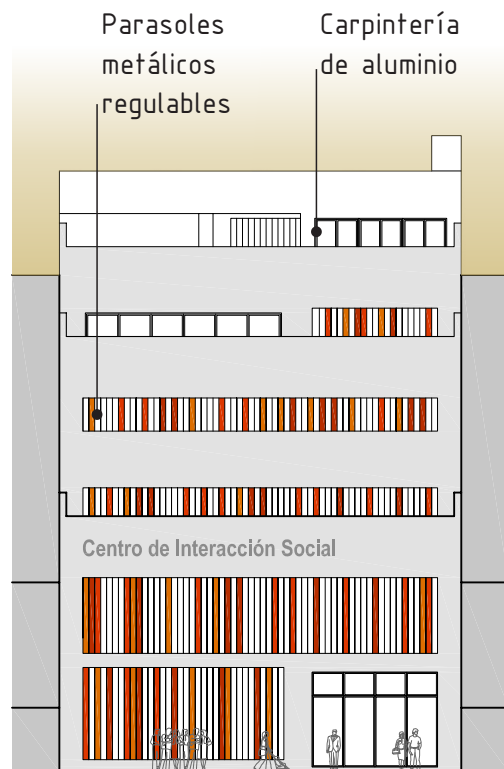 Parasoles
metálicos
regulables
Carpintería
de aluminio
Centro de Interacción Social